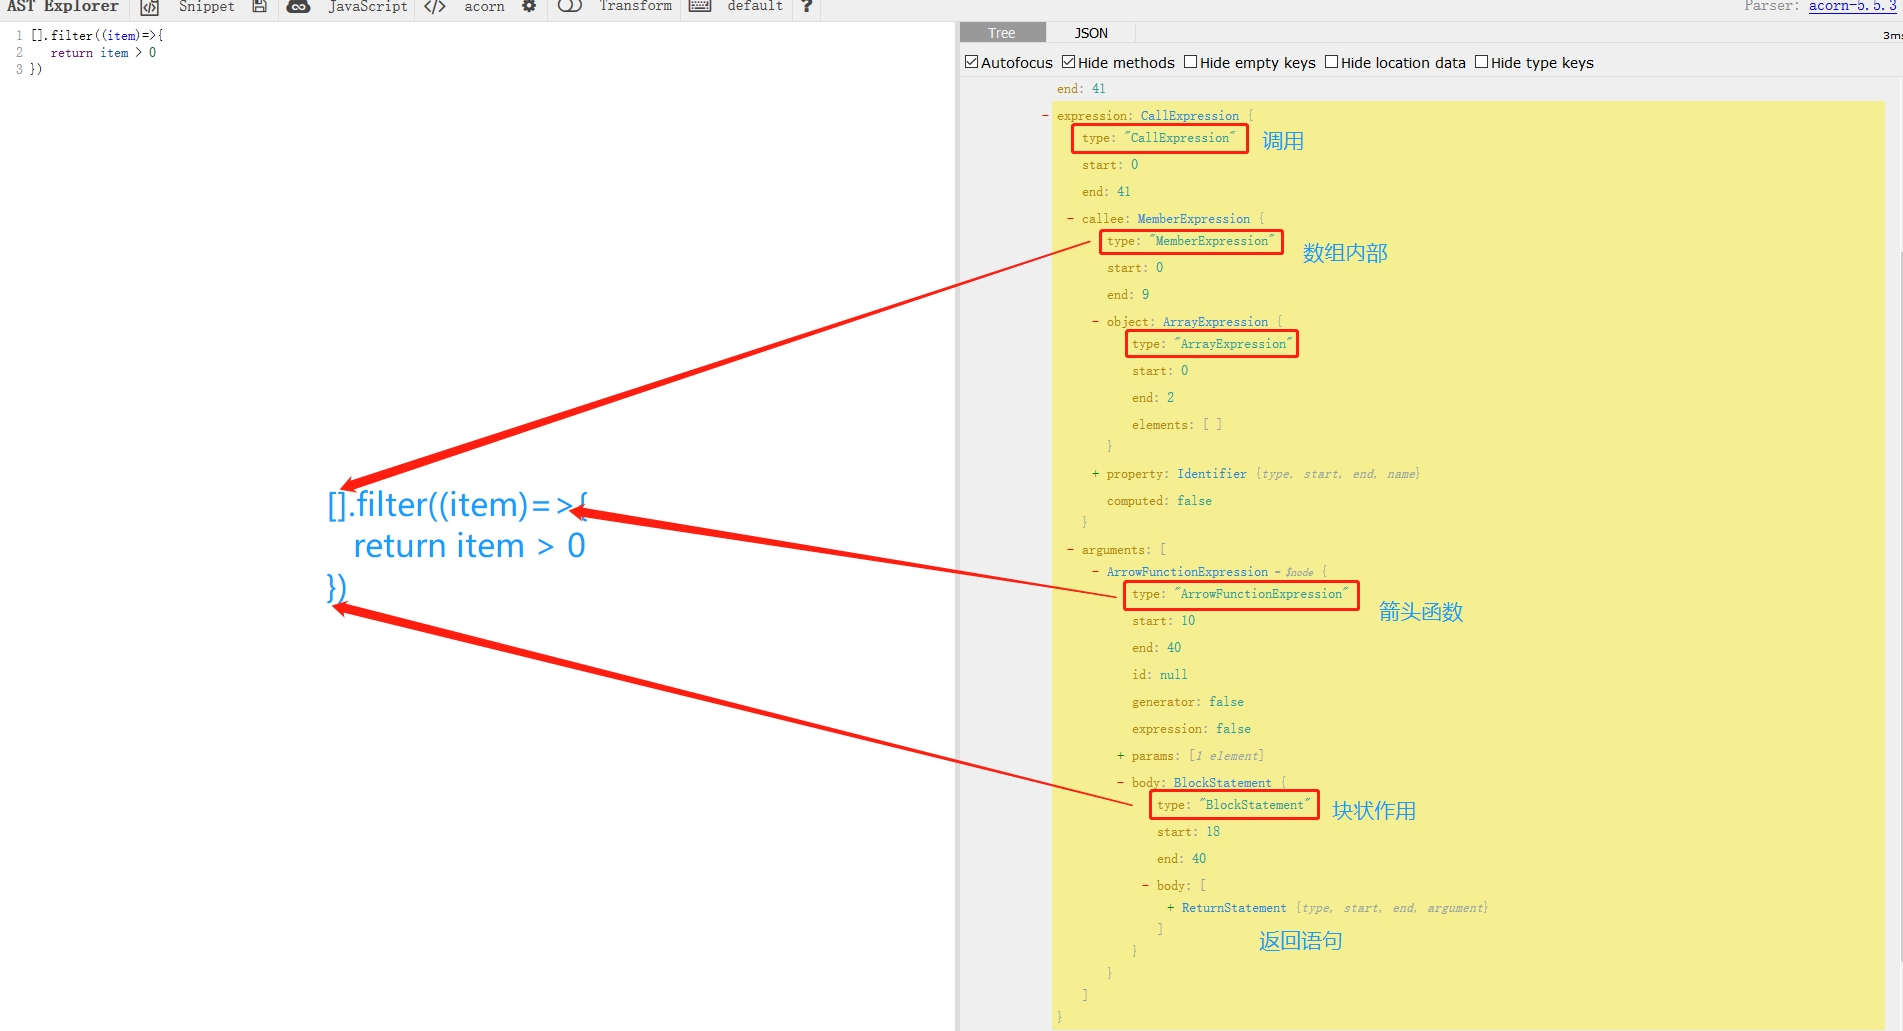 AST Explorer Snippet JavaScript </> acorn Transform default ? Parser: acorn-5.5.3
Tree JSON
3ms
Autofocus Hide methods Hide empty keys Hide location data Hide type keys
1 [].filter((item)=>{
2 return item > 0
3 })
[].filter((item)=>{
return item > 0
})
end: 41
- expression: CallExpression {
type: "CallExpression" 调用
start: 0
end: 41
- callee: MemberExpression {
type: "MemberExpression" 数组内部
start: 0
end: 9
- object: ArrayExpression {
type: "ArrayExpression"
start: 0
end: 2
elements: [ ]
}
+ property: Identifier {type, start, end, name}
computed: false
}
- arguments: [
- ArrowFunctionExpression = $node {
type: "ArrowFunctionExpression" 箭头函数
start: 10
end: 40
id: null
generator: false
expression: false
+ params: [1 element]
- body: BlockStatement {
type: "BlockStatement" 块状作用
start: 18
end: 40
- body: [
+ ReturnStatement {type, start, end, argument}
] 返回语句
}
}
]
}